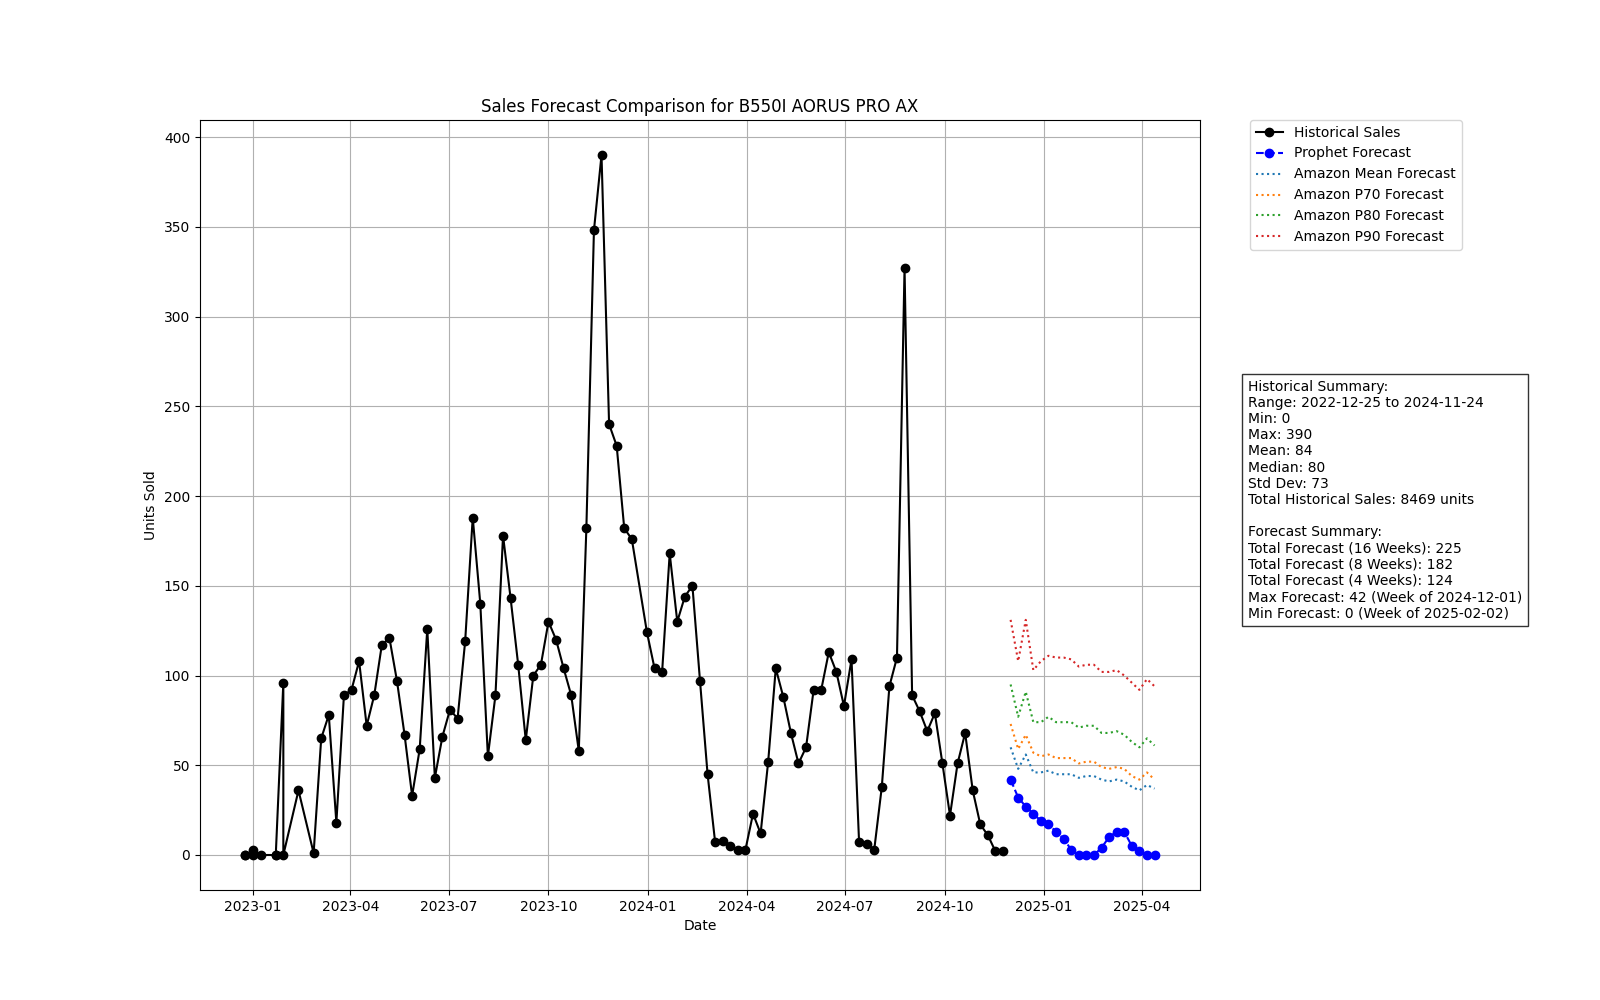 Sales Forecast Comparison for B550I AORUS PRO AX
400
350
300
250
200
150
100
50
0
Units Sold
2023-01
2023-04
2023-07
2023-10
2024-01
2024-04
2024-07
2024-10
2025-01
2025-04
Date
Historical Sales
Prophet Forecast
Amazon Mean Forecast
Amazon P70 Forecast
Amazon P80 Forecast
Amazon P90 Forecast
Historical Summary:
Range: 2022-12-25 to 2024-11-24
Min: 0
Max: 390
Mean: 84
Median: 80
Std Dev: 73
Total Historical Sales: 8469 units
Forecast Summary:
Total Forecast (16 Weeks): 225
Total Forecast (8 Weeks): 182
Total Forecast (4 Weeks): 124
Max Forecast: 42 (Week of 2024-12-01)
Min Forecast: 0 (Week of 2025-02-02)